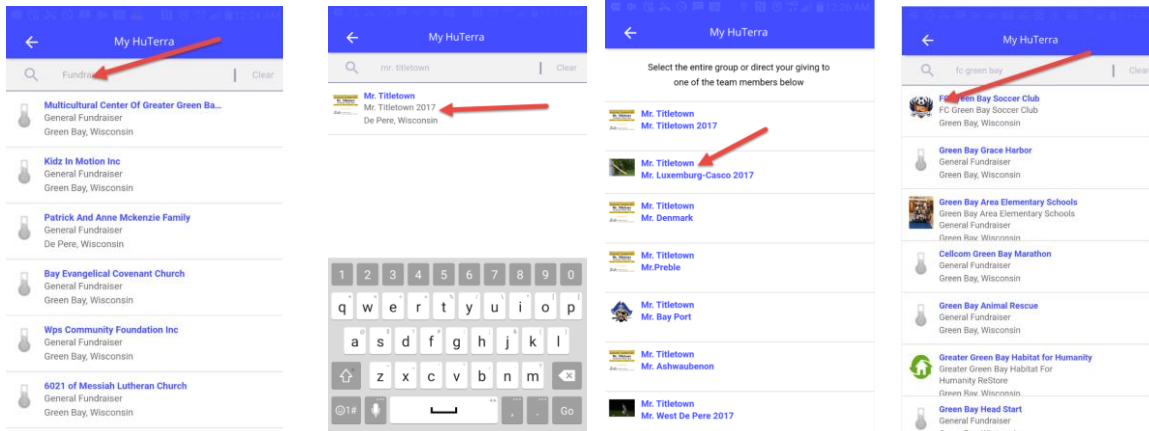 12:24 AM
My HuTerra
Fundrai
Clear
Multicultural Center Of Greater Green Ba...
General Fundraiser
Green Bay, Wisconsin
Kidz In Motion Inc
General Fundraiser
Green Bay, Wisconsin
Patrick And Anne Mckenzie Family
General Fundraiser
De Pere, Wisconsin
Bay Evangelical Covenant Church
General Fundraiser
Green Bay, Wisconsin
Wps Community Foundation Inc
General Fundraiser
Green Bay, Wisconsin
6021 of Messiah Lutheran Church
General Fundraiser
Green Bay, Wisconsin
My HuTerra
mr. titletown
Clear
Mr. Titletown
Mr. Titletown 2017
De Pere, Wisconsin
1 2 3 4 5 6 7 8 9 0
q w e r t y u i o p
a s d f g h j k l
z x c v b n m
1# , . Go
12:26 AM
My HuTerra
Select the entire group or direct your giving to
one of the team members below
Mr. Titletown
Mr. Titletown 2017
Mr. Titletown
Mr. Luxemburg-Casco 2017
Mr. Titletown
Mr. Denmark
Mr. Titletown
Mr.Preble
Mr. Titletown
Mr. Bay Port
Mr. Titletown
Mr. Ashwaubenon
Mr. Titletown
Mr. West De Pere 2017
My HuTerra
fc green bay
Clear
FC Green Bay Soccer Club
FC Green Bay Soccer Club
Green Bay, Wisconsin
Green Bay Grace Harbor
General Fundraiser
Green Bay, Wisconsin
Green Bay Area Elementary Schools
Green Bay Area Elementary Schools
General Fundraiser
Green Bay, Wisconsin
Cellcom Green Bay Marathon
General Fundraiser
Green Bay, Wisconsin
Green Bay Animal Rescue
General Fundraiser
Green Bay, Wisconsin
Greater Green Bay Habitat for Humanity
Greater Green Bay Habitat For
Humanity ReStore
Green Bay, Wisconsin
Green Bay Head Start
General Fundraiser